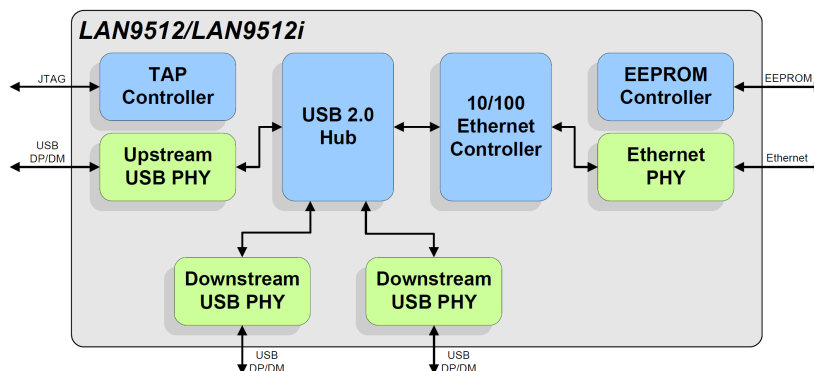 LAN9512/LAN9512i
JTAG
TAP
Controller
USB 2.0
Hub
10/100
Ethernet
Controller
EEPROM
Controller
EEPROM
USB
DP/DM
Upstream
USB PHY
Ethernet
PHY
Ethernet
Downstream
USB PHY
Downstream
USB PHY
USB
DP/DM
USB
DP/DM